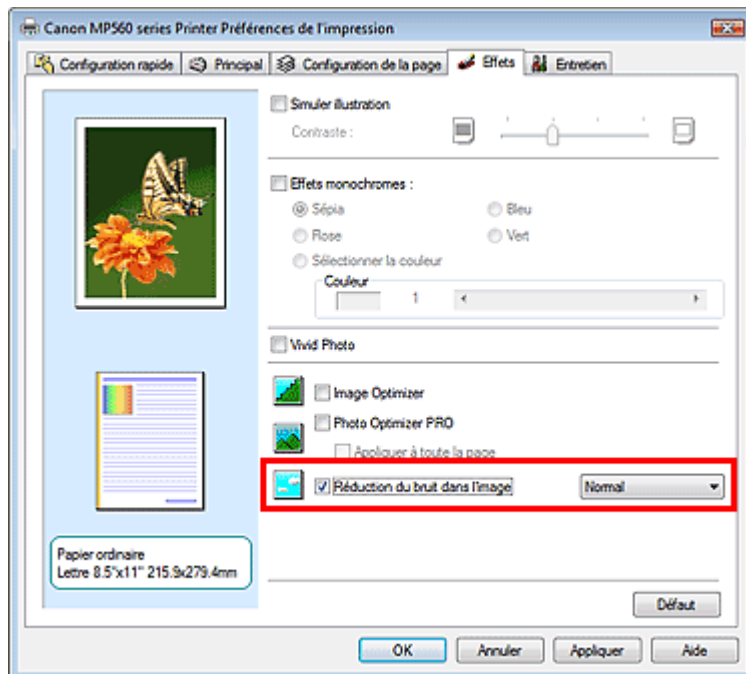 Canon MP560 series Printer Préférences de l'impression
Configuration rapide
Principal
Configuration de la page
Effets
Entretien
Simuler illustration
Contraste :
Effets monochromes :
Sépia
Bleu
Rose
Vert
Sélectionner la couleur
Couleur
1
Vivid Photo
Image Optimizer
Photo Optimizer PRO
Appliquer à toute la page
Réduction du bruit dans l'image
Normal
Papier ordinaire
Lettre 8.5"x11" 215.9x279.4mm
Défaut
OK
Annuler
Appliquer
Aide